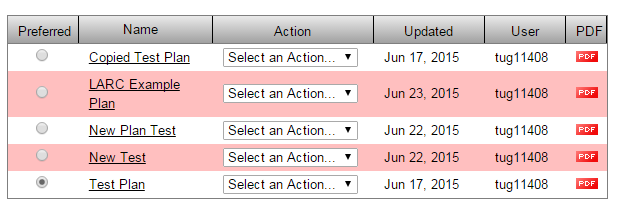 Preferred Name Action Updated User PDF
Copied Test Plan Select an Action... Jun 17, 2015 tug11408 PDF
LARC Example
Plan Select an Action... Jun 23, 2015 tug11408 PDF
New Plan Test Select an Action... Jun 22, 2015 tug11408 PDF
New Test Select an Action... Jun 22, 2015 tug11408 PDF
Test Plan Select an Action... Jun 17, 2015 tug11408 PDF